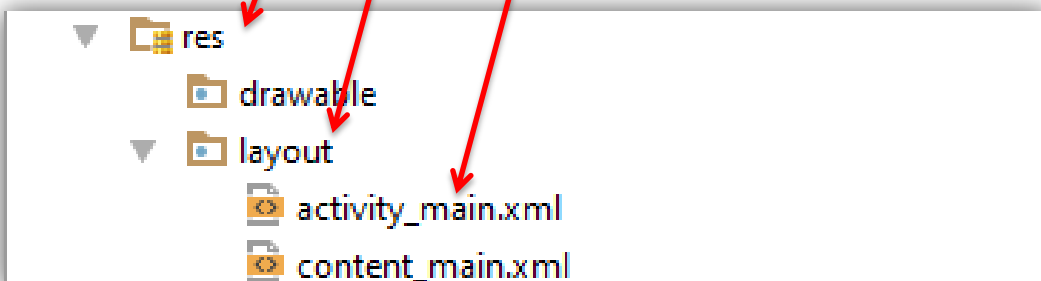 res
drawable
layout
activity_main.xml
content_main.xml